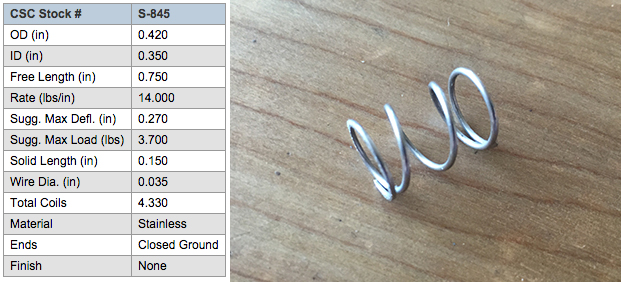 CSC Stock # S-845
OD (in) 0.420
ID (in) 0.350
Free Length (in) 0.750
Rate (lbs/in) 14.000
Sugg. Max Defl. (in) 0.270
Sugg. Max Load (lbs) 3.700
Solid Length (in) 0.150
Wire Dia. (in) 0.035
Total Coils 4.330
Material Stainless
Ends Closed Ground
Finish None